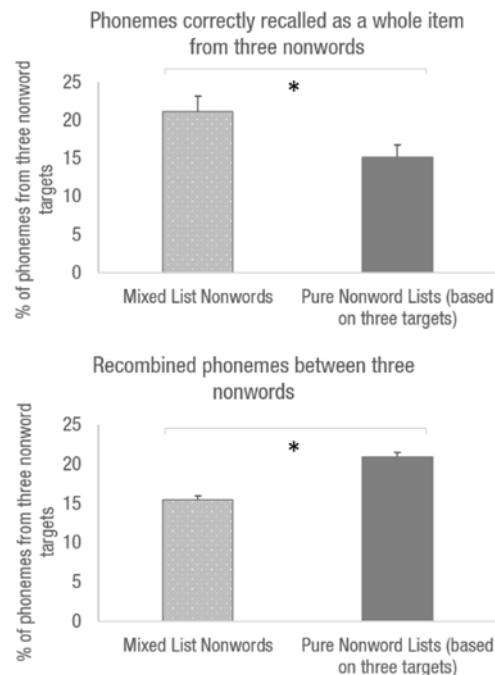 Phonemes correctly recalled as a whole item
from three nonwords
% of phonemes from three nonword
targets
25
20
15
10
5
0
*
Mixed List Nonwords
Pure Nonword Lists (based
on three targets)
Recombined phonemes between three
nonwords
% of phonemes from three nonword
targets
25
20
15
10
5
0
*
Mixed List Nonwords
Pure Nonword Lists (based
on three targets)